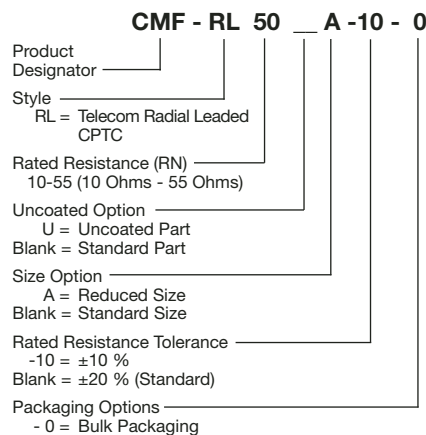 CMF - RL 50 __ A -10 - 0
Product
Designator
Style
RL = Telecom Radial Leaded
CPTC
Rated Resistance (RN)
10-55 (10 Ohms - 55 Ohms)
Uncoated Option
U = Uncoated Part
Blank = Standard Part
Size Option
A = Reduced Size
Blank = Standard Size
Rated Resistance Tolerance
-10 = ±10 %
Blank = ±20 % (Standard)
Packaging Options
- 0 = Bulk Packaging